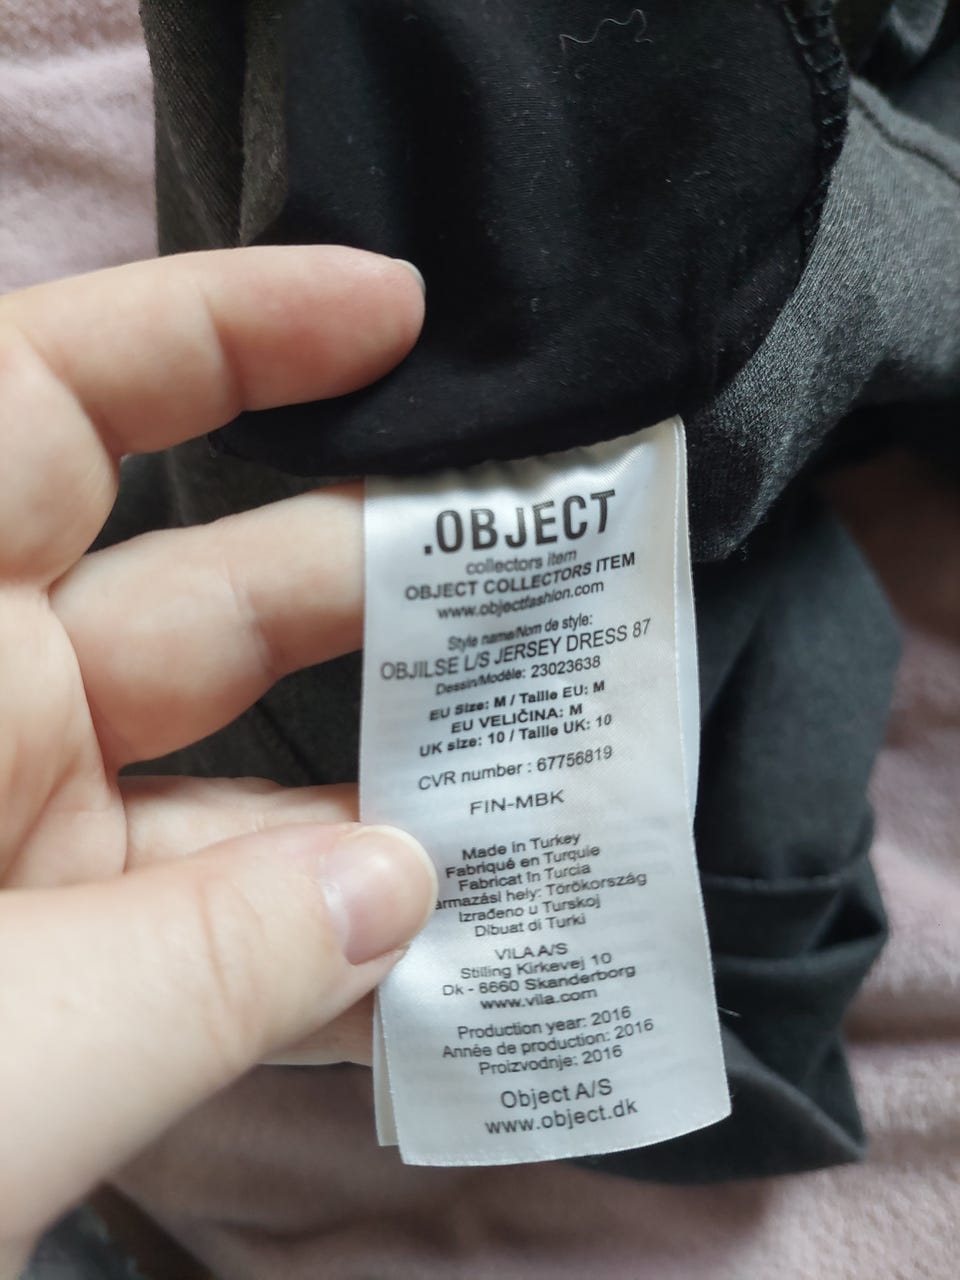 .OBJECT
collectors item
OBJECT COLLECTORS ITEM
www.objectfashion.com
Style name/Nom de style:
OBJILSE L/S JERSEY DRESS 87
Dessin/Modèle: 23023638
EU Size: M / Taille EU: M
EU VELIČINA: M
UK size: 10 / Taille UK: 10
CVR number : 67756819
FIN-MBK
Made in Turkey
Fabriqué en Turquie
Fabricat în Turcia
ármazási hely: Törökország
Izrađeno u Turskoj
Dibuat di Turki
VILA A/S
Stilling Kirkevej 10
Dk - 8660 Skanderborg
www.vila.com
Production year: 2016
Année de production: 2016
Proizvodnje: 2016
Object A/S
www.object.dk